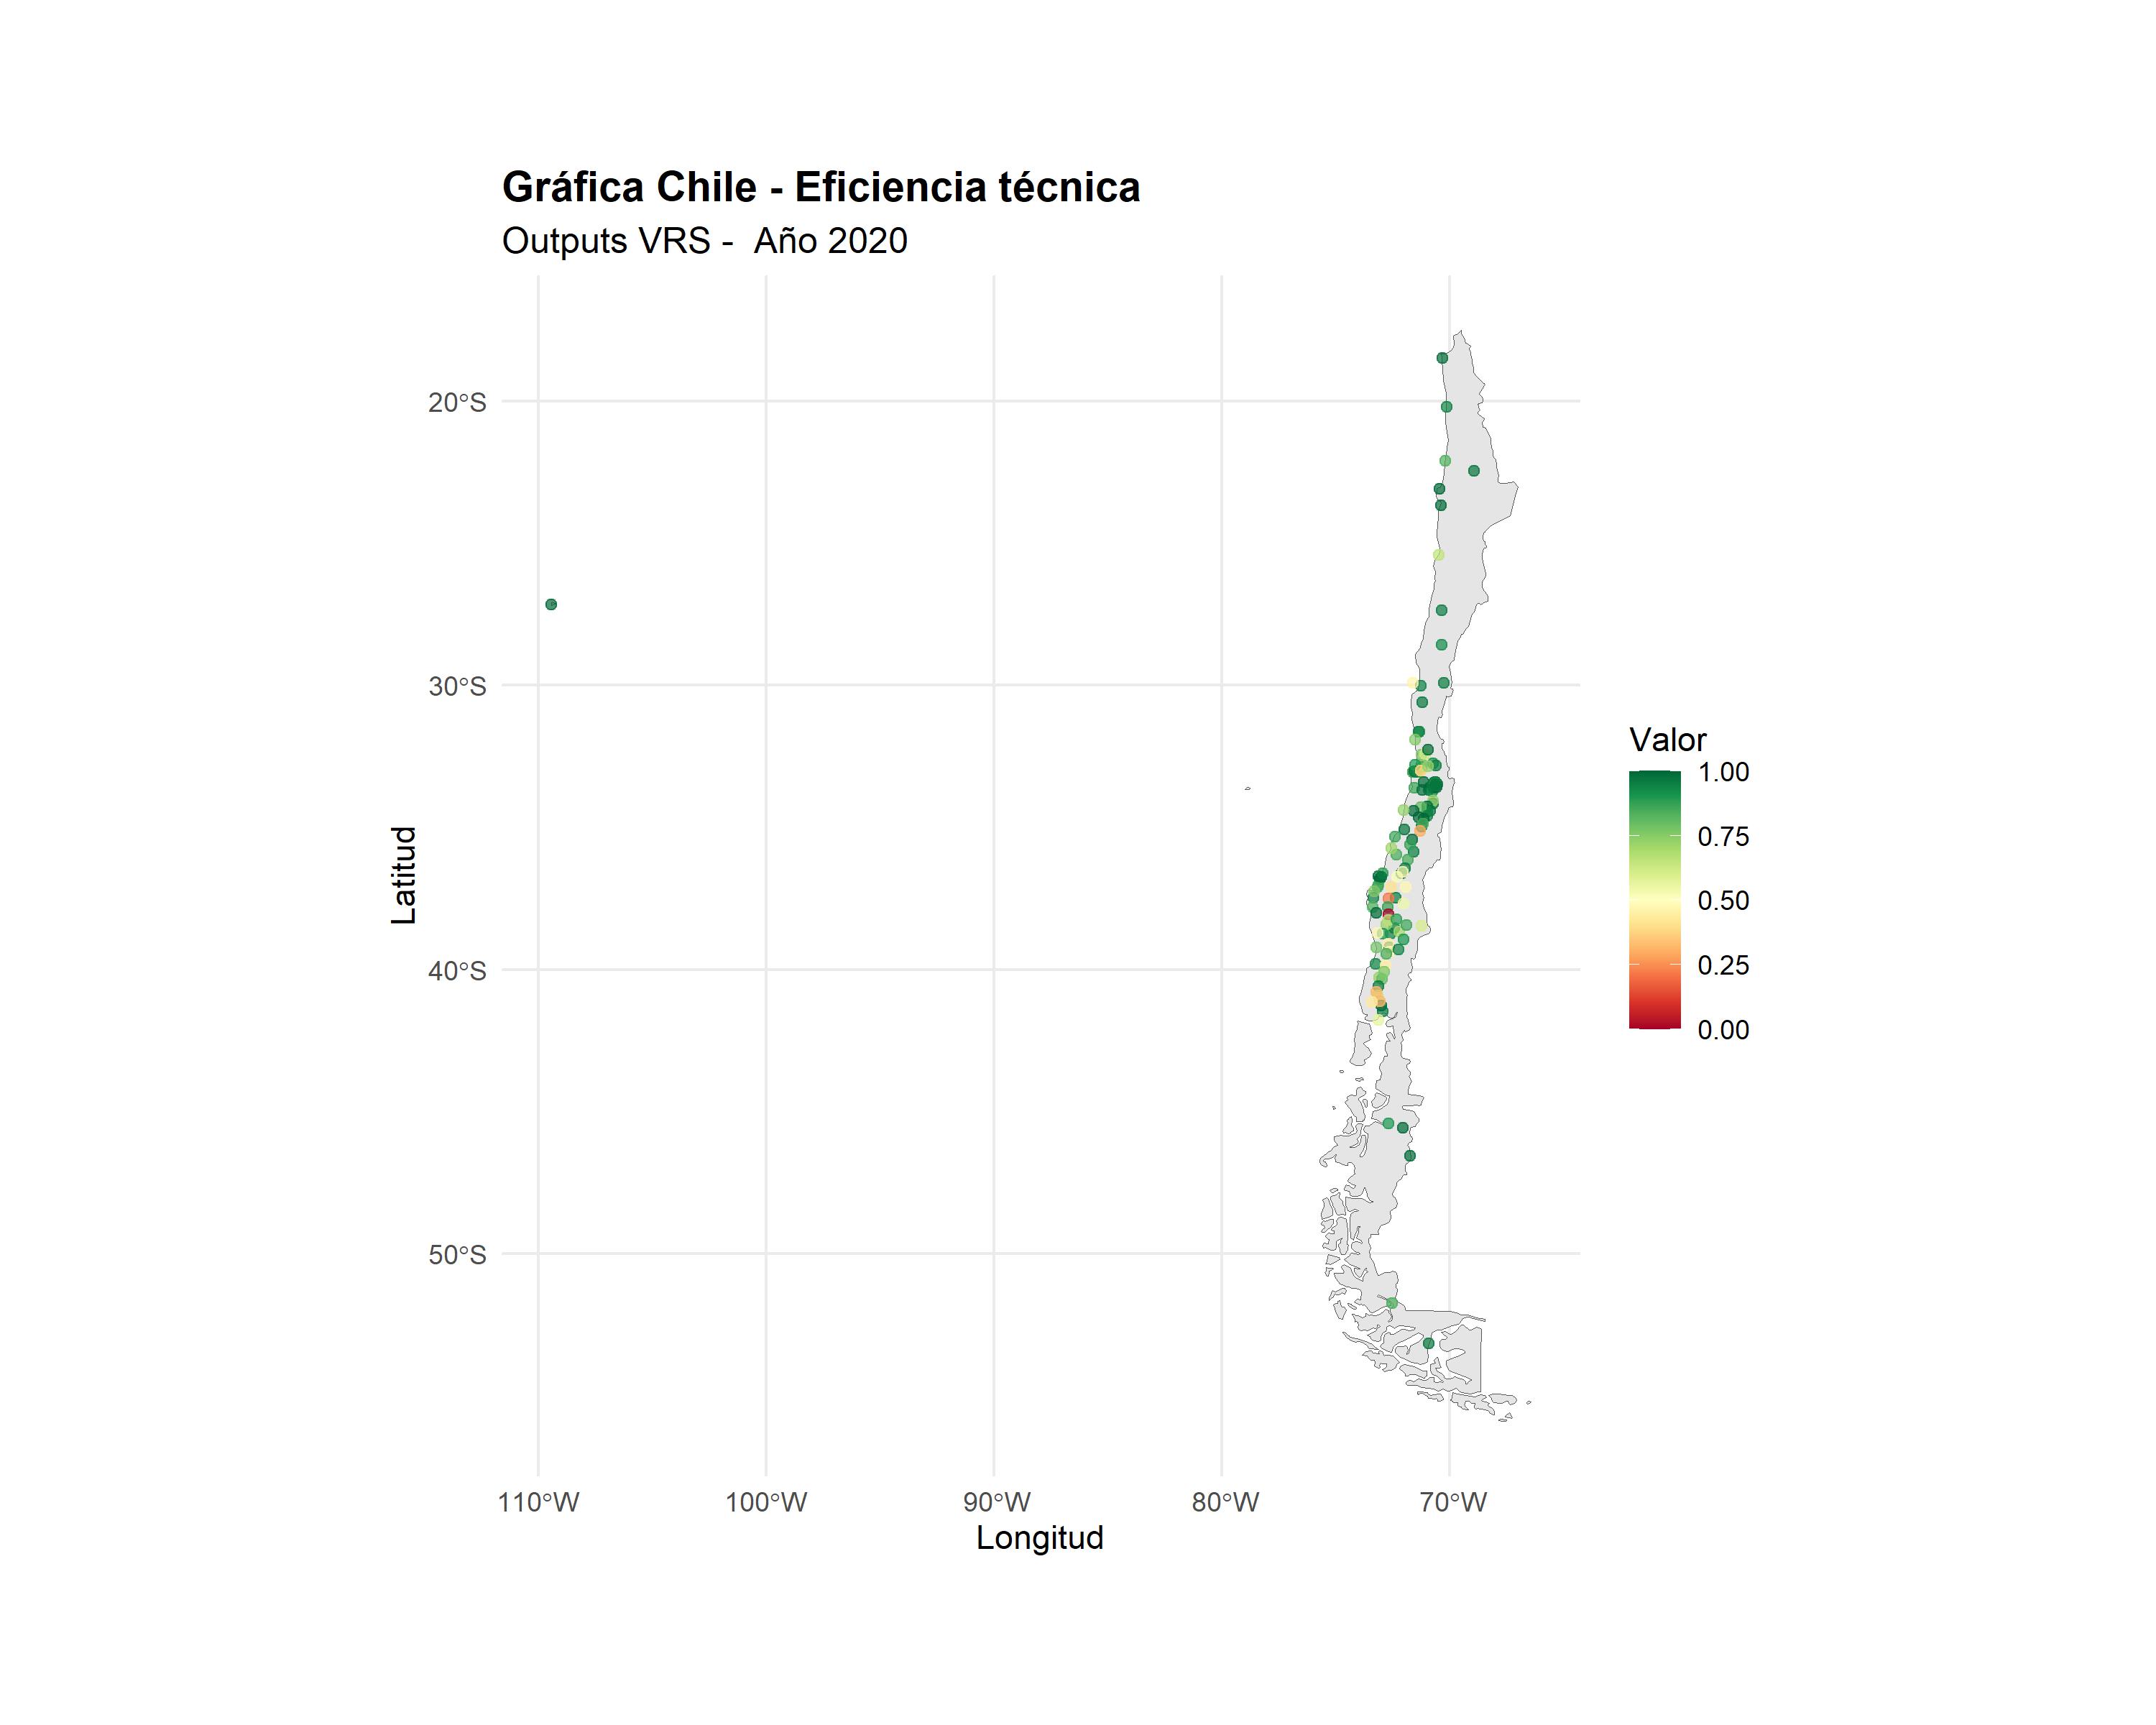 Gráfica Chile - Eficiencia técnica
Outputs VRS -  Año 2020
20°S
30°S
40°S
50°S
Latitud
110°W
100°W
90°W
80°W
70°W
Longitud
Valor
1.00
0.75
0.50
0.25
0.00